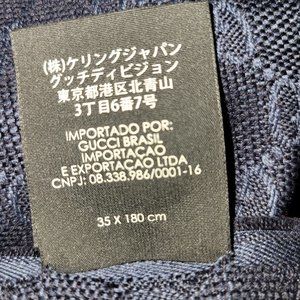 (株)ケリングジャパン
グッチディビジョン
東京都港区北青山
3丁目6番7号
IMPORTADO POR:
GUCCI BRASIL
IMPORTACAO
E EXPORTACAO LTDA
CNPJ: 08.338.986/0001-16
35 X 180 cm